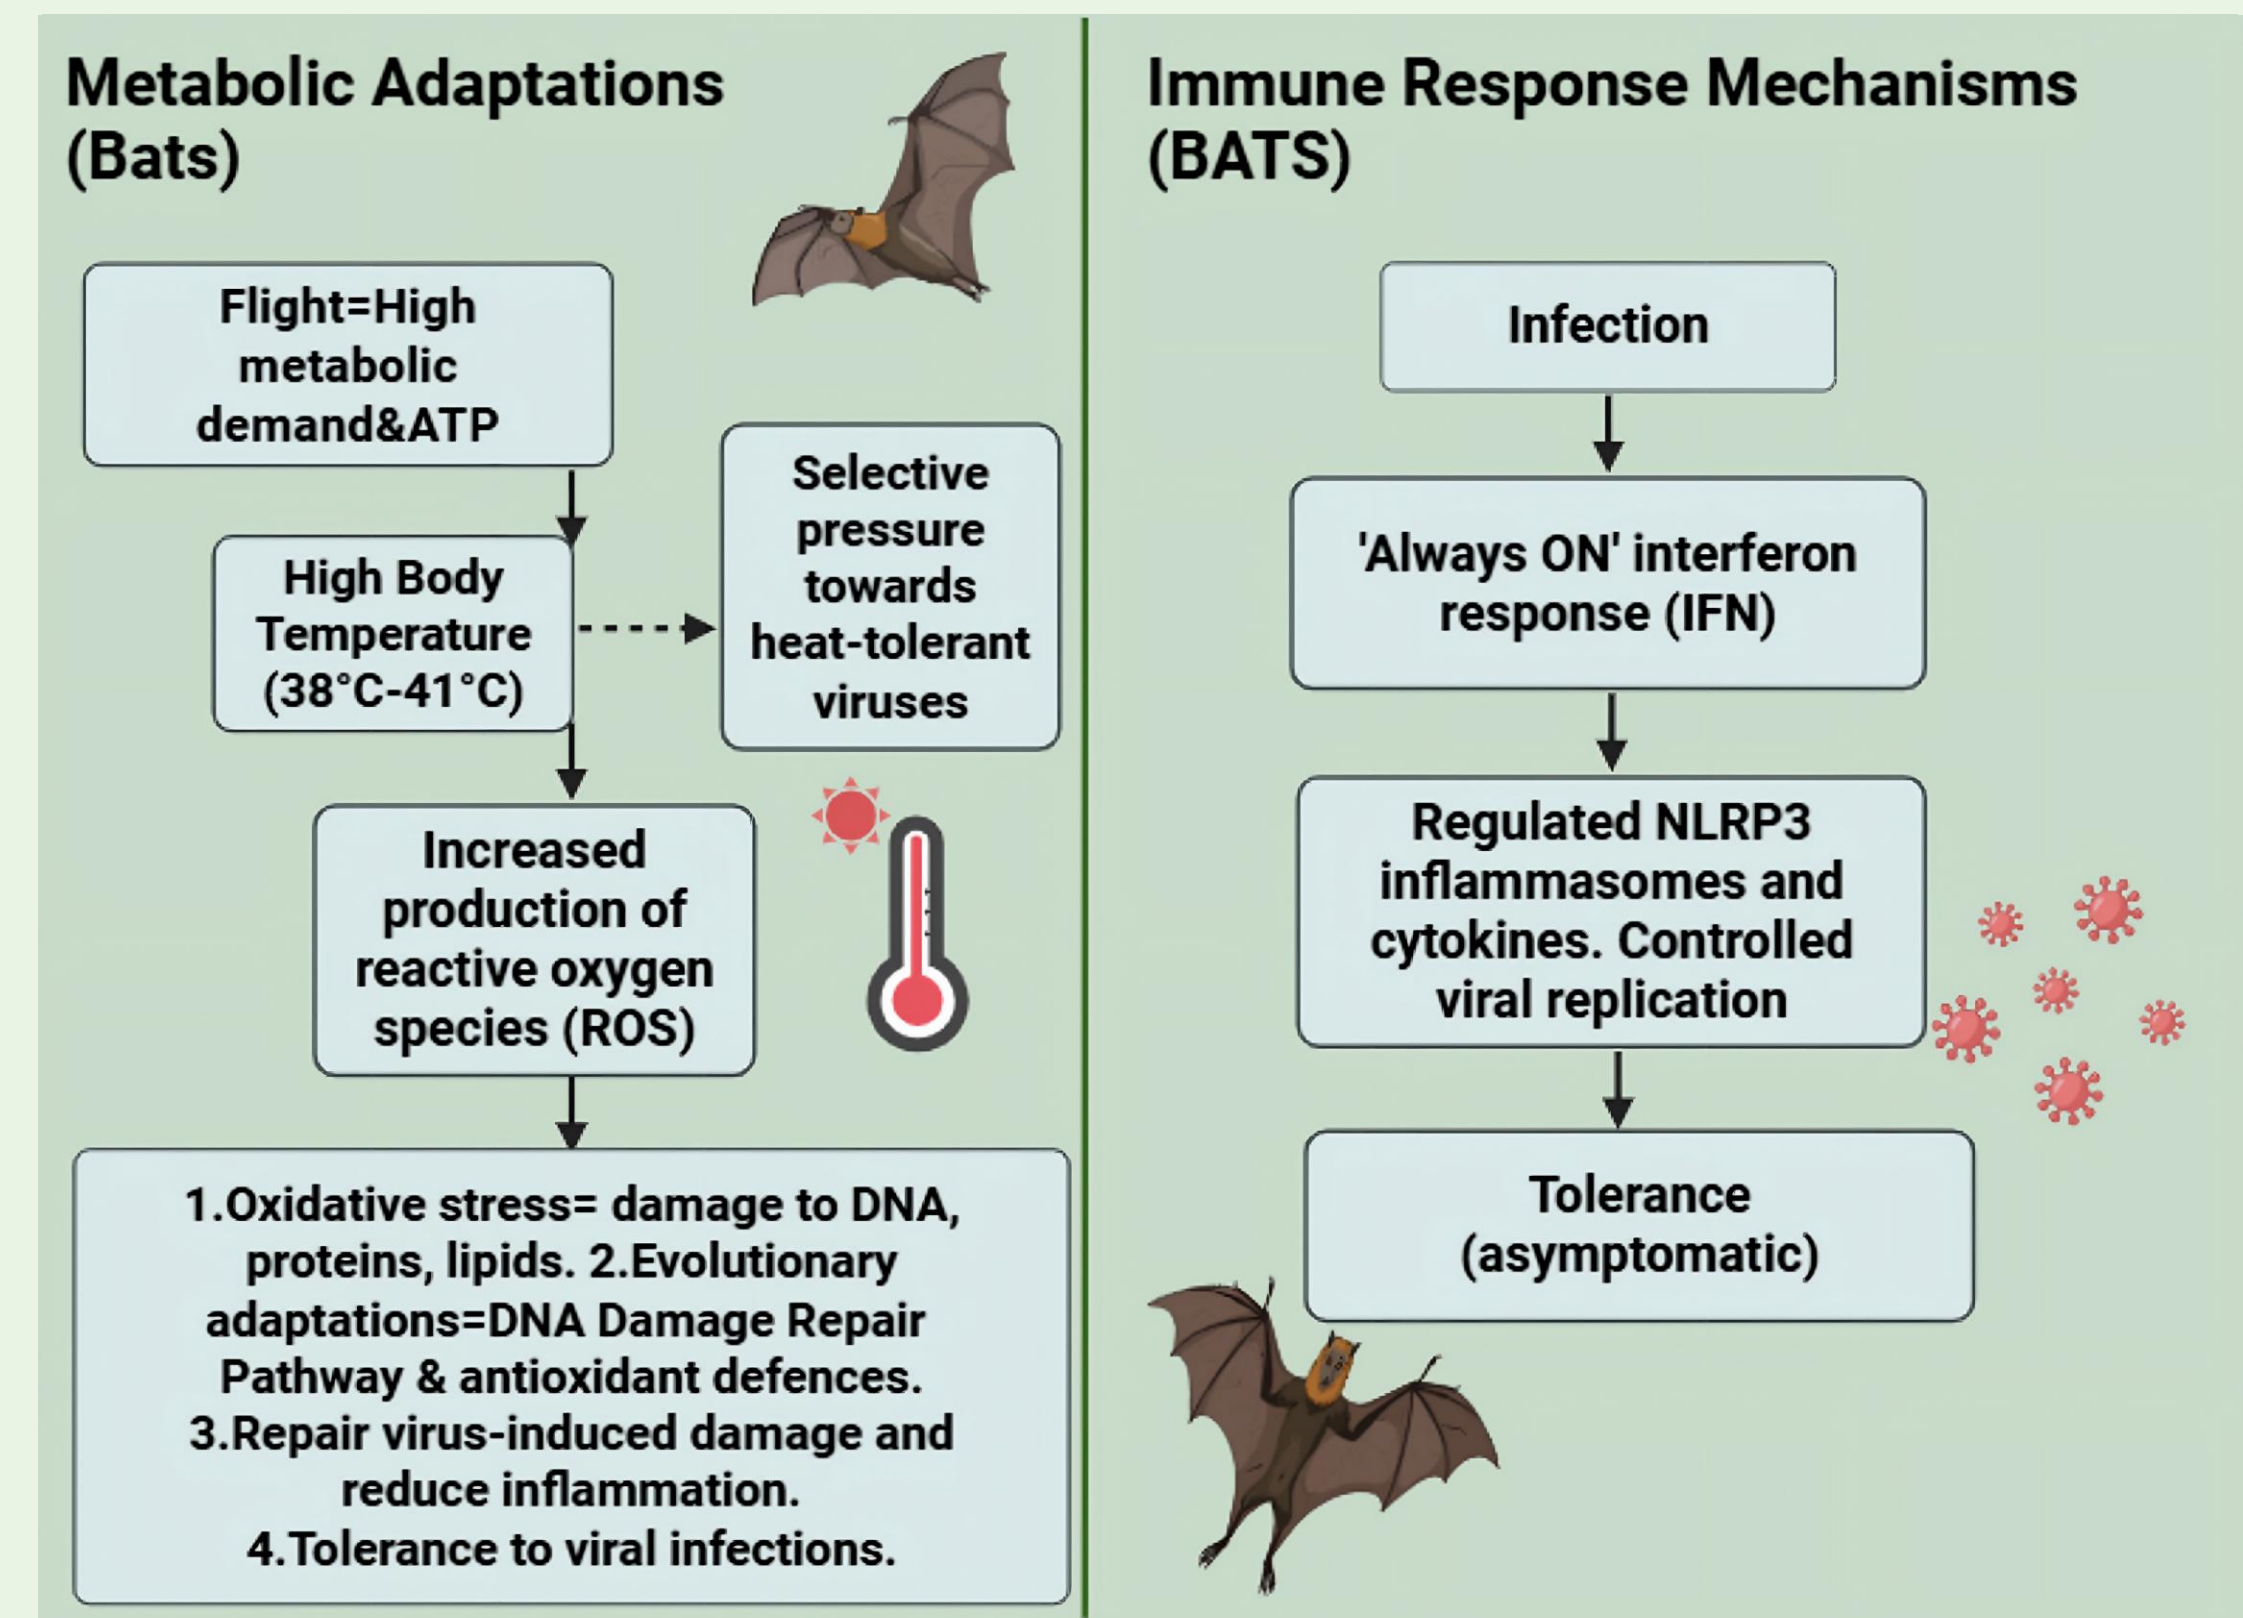 Metabolic Adaptations
(Bats)
Flight=High
metabolic
demand&ATP
High Body
Temperature
(38°C-41°C)
Selective
pressure
towards
heat-tolerant
viruses
Increased
production of
reactive oxygen
species (ROS)
1.Oxidative stress= damage to DNA,
proteins, lipids. 2.Evolutionary
adaptations=DNA Damage Repair
Pathway & antioxidant defences.
3.Repair virus-induced damage and
reduce inflammation.
4.Tolerance to viral infections.
Immune Response Mechanisms
(BATS)
Infection
'Always ON' interferon
response (IFN)
Regulated NLRP3
inflammasomes and
cytokines. Controlled
viral replication
Tolerance
(asymptomatic)